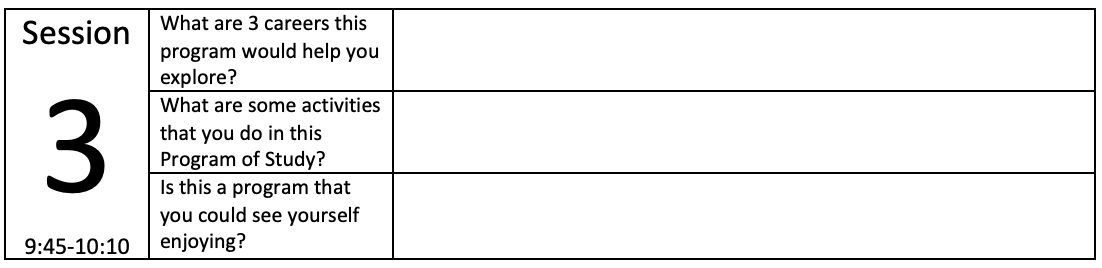 Session
3
9:45-10:10
What are 3 careers this
program would help you
explore?
What are some activities
that you do in this
Program of Study?
Is this a program that
you could see yourself
enjoying?